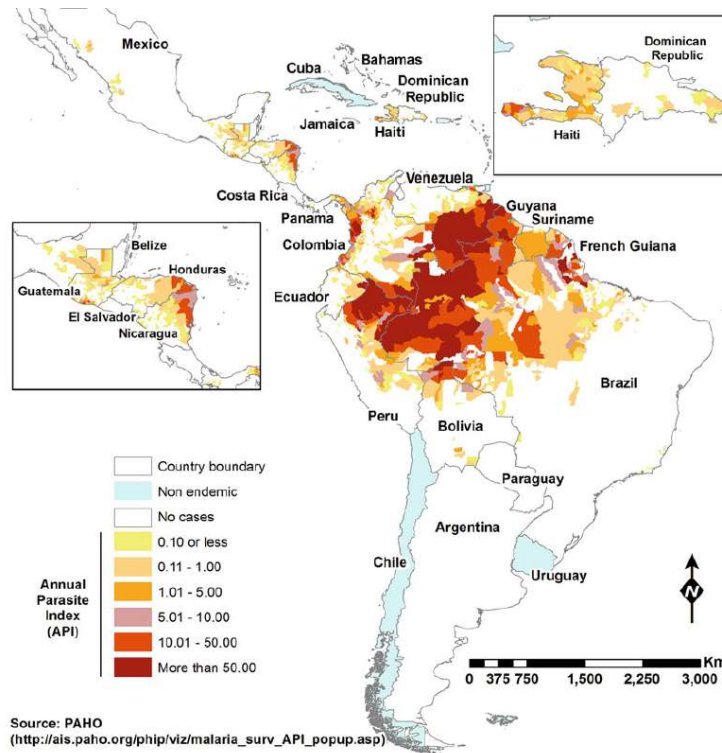 Mexico
Cuba
Bahamas
Dominican
Republic
Jamaica
Haiti
Dominican
Republic
Haiti
Costa Rica
Panama
Venezuela
Colombia
Guyana
Suriname
French Guiana
Ecuador
Belize
Honduras
Guatemala
El Salvador
Nicaragua
Brazil
Peru
Bolivia
Paraguay
Argentina
Chile
Uruguay
Country boundary
Non endemic
No cases
Annual
Parasite
Index
(API)
0.10 or less
0.11 - 1.00
1.01 - 5.00
5.01 - 10.00
10.01 - 50.00
More than 50.00
N
Km
0 375 750 1,500 2,250 3,000
Source: PAHO
(http://ais.paho.org/phip/viz/malaria_surv_API_popup.asp)